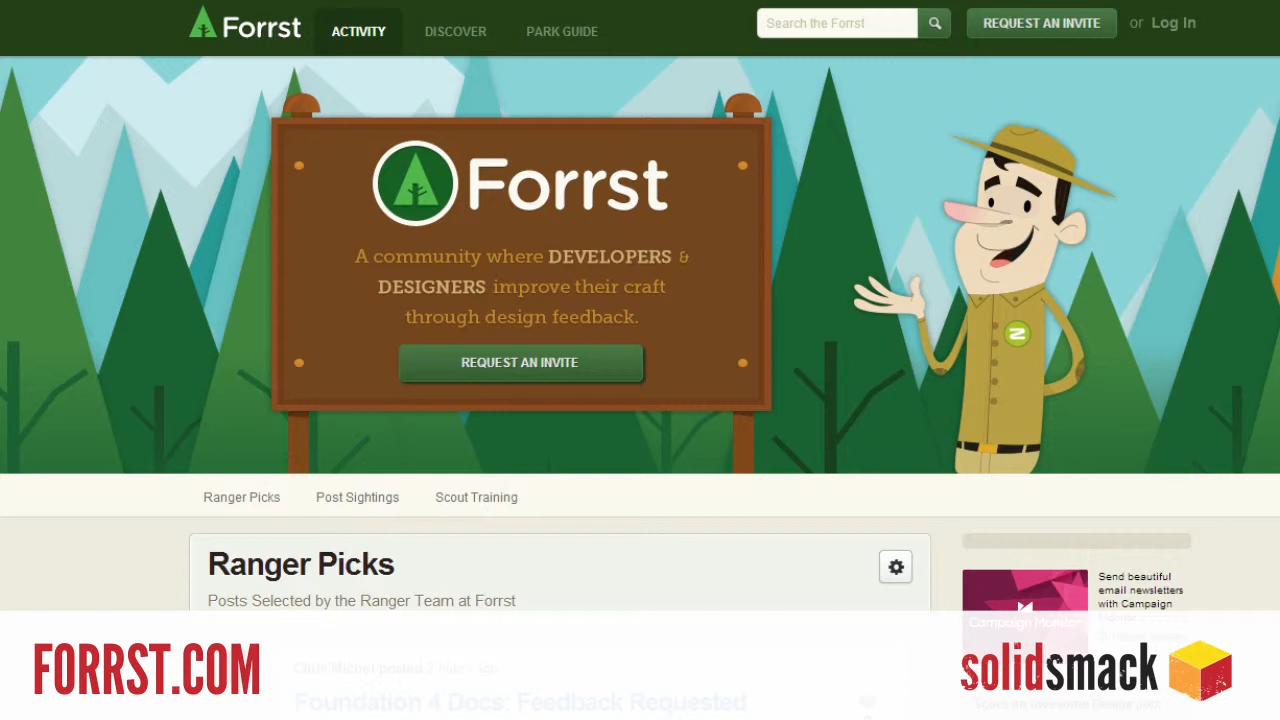 Forrst
ACTIVITY
DISCOVER
PARK GUIDE
Search the Forrst
REQUEST AN INVITE
or Log In
Forrst
A community where DEVELOPERS &
DESIGNERS improve their craft
through design feedback.
REQUEST AN INVITE
Ranger Picks
Post Sightings
Scout Training
Ranger Picks
Posts Selected by the Ranger Team at Forrst
Send beautiful
email newsletters
with Campaign
Campaign Monitor
Foundation 4 Docs: Feedback Requested
FORRST.COM
solidsmack